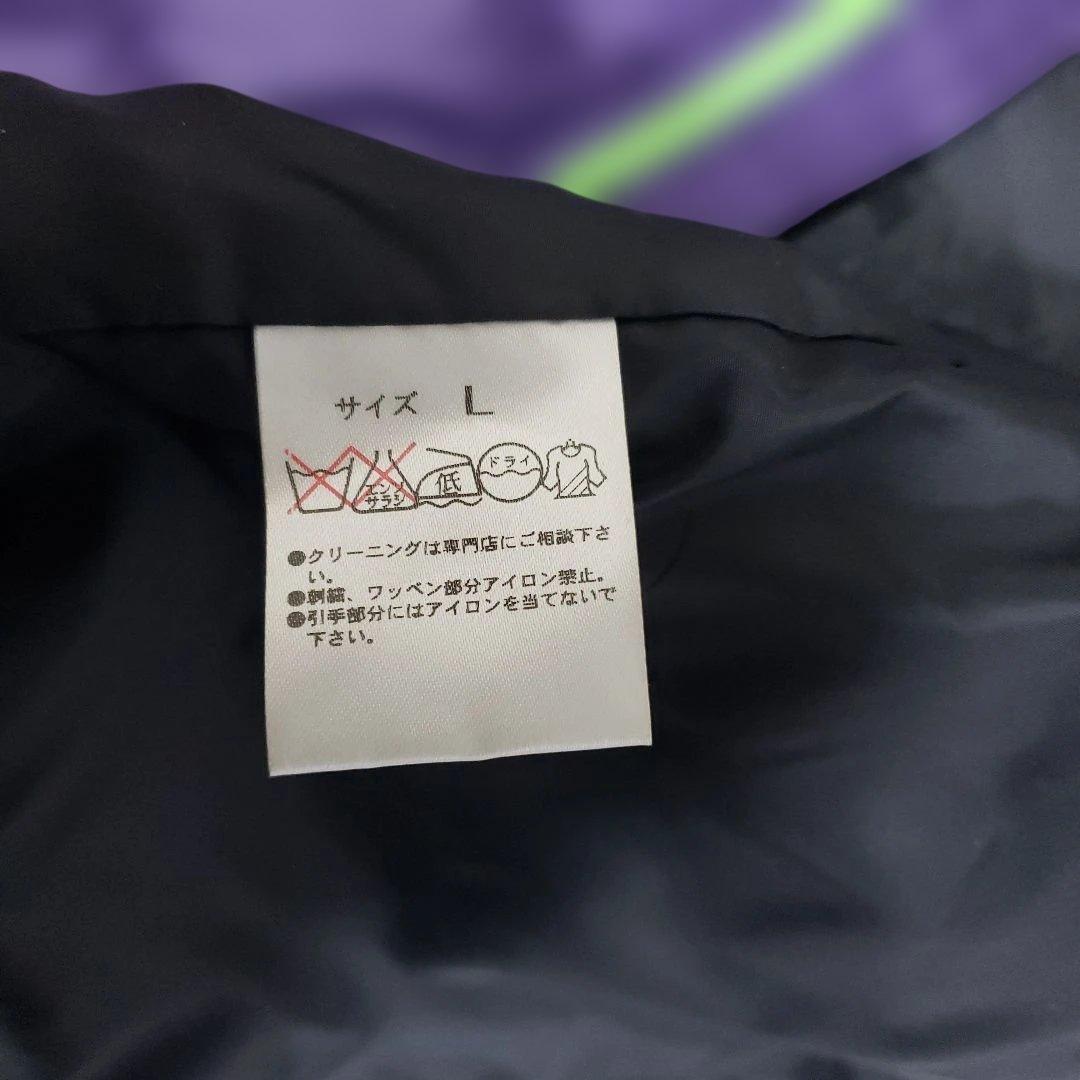 サイズ L
エンソ
サラシ
低
ドライ
●クリーニングは専門店にご相談下さ
い。
●刺繍、ワッペン部分アイロン禁止。
●引手部分にはアイロンを当てないで
下さい。